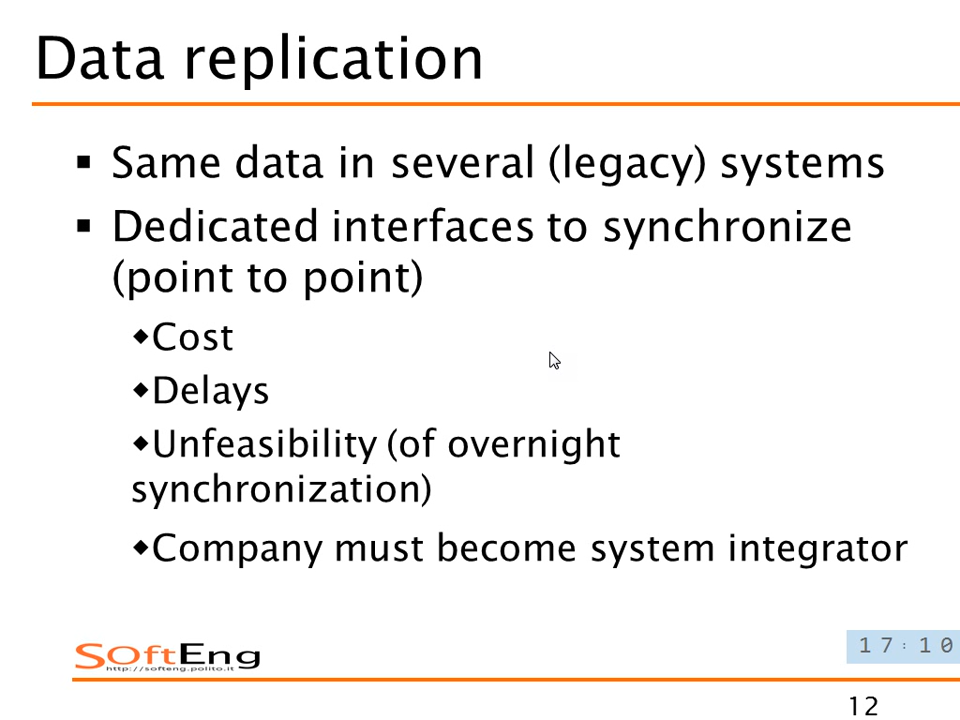 Data replication
Same data in several (legacy) systems
Dedicated interfaces to synchronize
(point to point)
Cost
Delays
Unfeasibility (of overnight
synchronization)
Company must become system integrator
SoftEng
http://softeng.polito.it
17:10
12